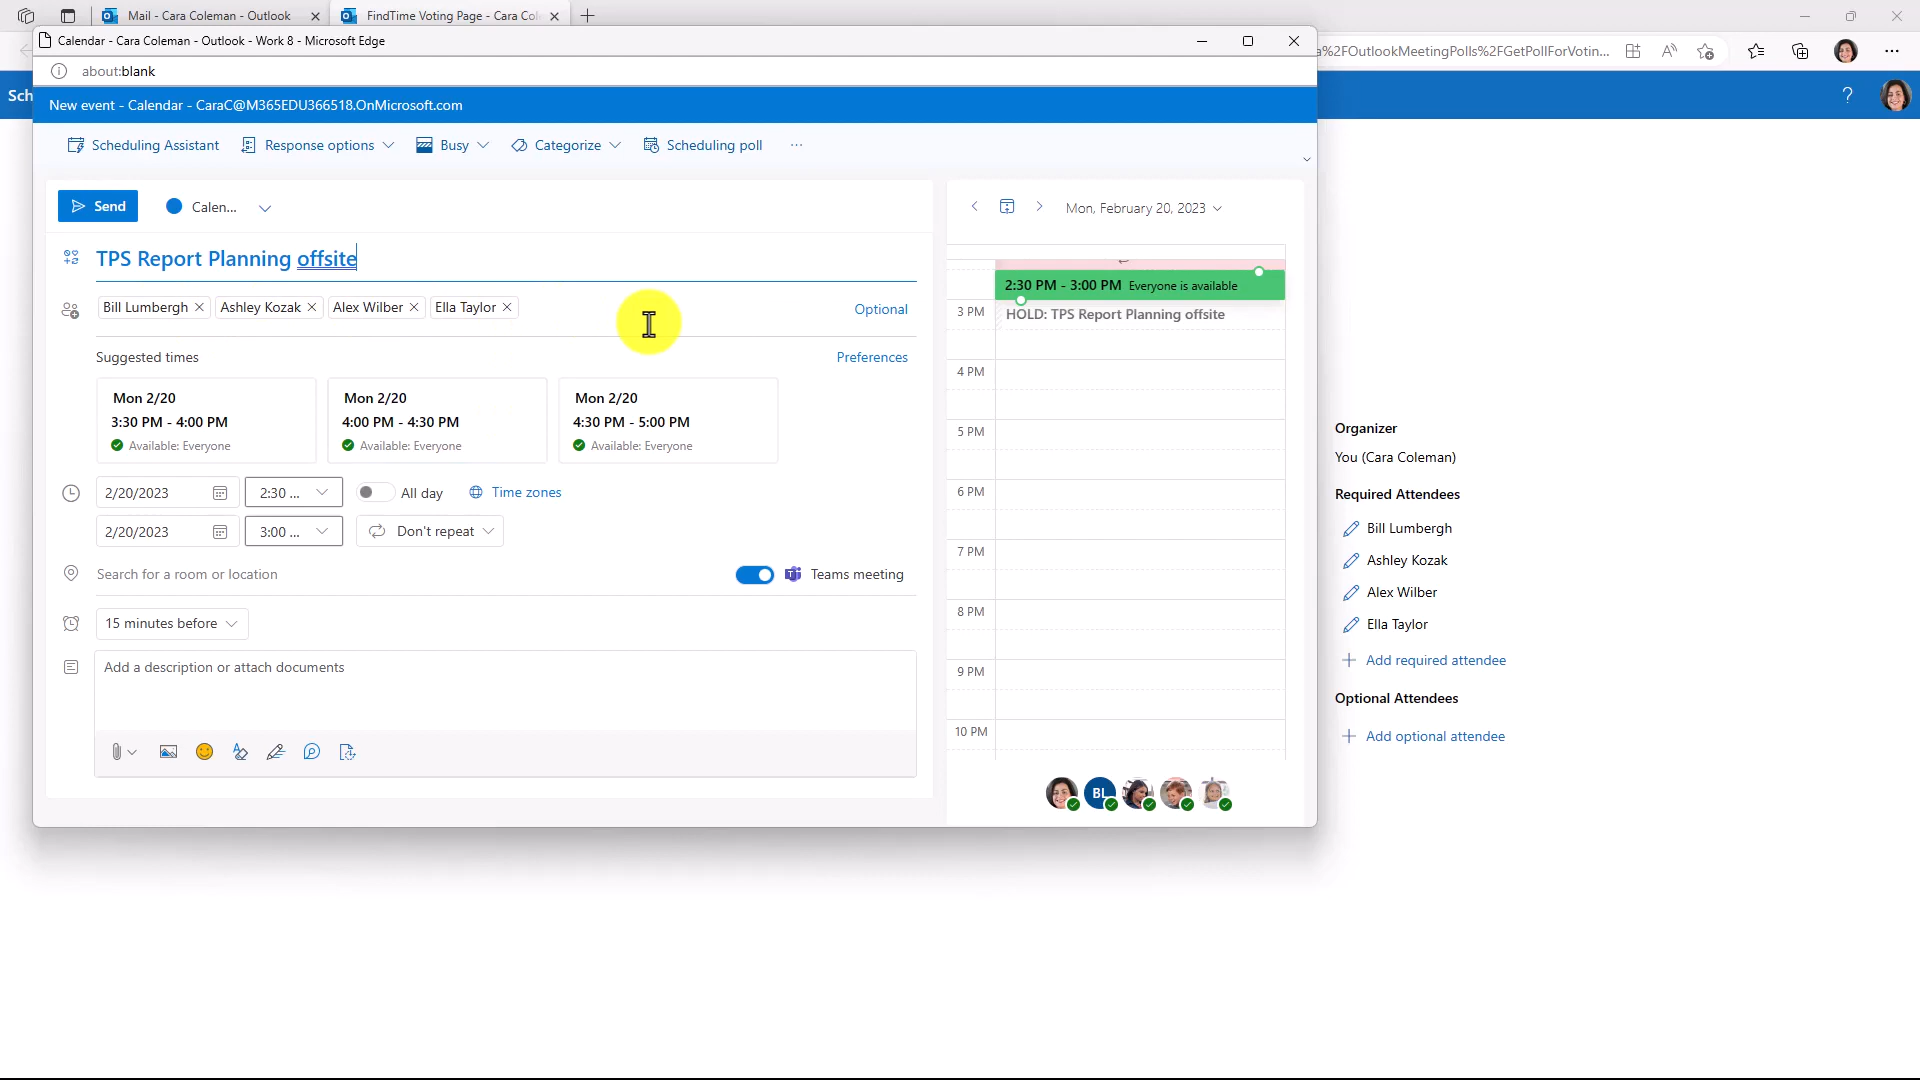 Mail - Cara Coleman - Outlook
FindTime Voting Page - Cara Col
Calendar - Cara Coleman - Outlook - Work 8 - Microsoft Edge
a%2FOutlookMeetingPolls%2FGetPollForVotin...
about:blank
Sch
New event - Calendar - CaraC@M365EDU366518.OnMicrosoft.com
?
Scheduling Assistant
Response options
Busy
Categorize
Scheduling poll
...
Send
Calen...
Mon, February 20, 2023
TPS Report Planning offsite
Bill Lumbergh
Ashley Kozak
Alex Wilber
Ella Taylor
Optional
Suggested times
Preferences
Mon 2/20
3:30 PM - 4:00 PM
Available: Everyone
Mon 2/20
4:00 PM - 4:30 PM
Available: Everyone
Mon 2/20
4:30 PM - 5:00 PM
Available: Everyone
2/20/2023
2:30 ...
All day
Time zones
2/20/2023
3:00 ...
Don't repeat
Search for a room or location
Teams meeting
15 minutes before
Add a description or attach documents
2:30 PM - 3:00 PM Everyone is available
3 PM
HOLD: TPS Report Planning offsite
4 PM
5 PM
6 PM
7 PM
8 PM
9 PM
10 PM
BL
Organizer
You (Cara Coleman)
Required Attendees
Bill Lumbergh
Ashley Kozak
Alex Wilber
Ella Taylor
Add required attendee
Optional Attendees
Add optional attendee